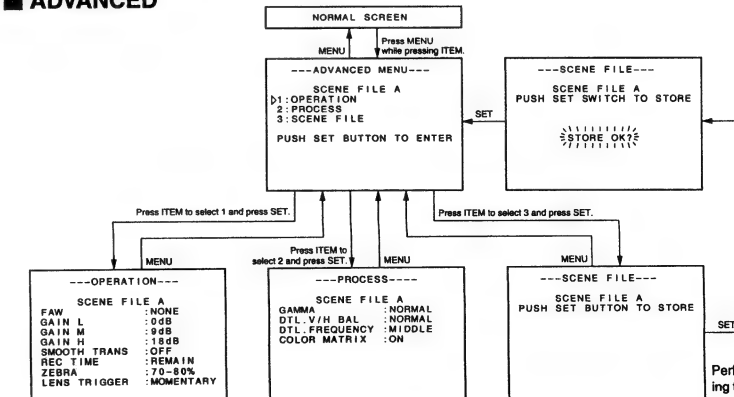 ■ ADVANCED
NORMAL SCREEN
MENU
Press MENU
while pressing ITEM.
---ADVANCED MENU---
SCENE FILE A
▷1:OPERATION
2:PROCESS
3:SCENE FILE
PUSH SET BUTTON TO ENTER
SET
---SCENE FILE---
SCENE FILE A
PUSH SET SWITCH TO STORE
STORE OK?
Press ITEM to select 1 and press SET.
Press ITEM to select 3 and press SET.
MENU
Press ITEM to
select 2 and press SET.
MENU
MENU
---OPERATION---
SCENE FILE A
FAW :NONE
GAIN L :0dB
GAIN M :9dB
GAIN H :18dB
SMOOTH TRANS :OFF
REC TIME :REMAIN
ZEBRA :70-80%
LENS TRIGGER :MOMENTARY
---PROCESS----
SCENE FILE A
GAMMA :NORMAL
DTL.V/H BAL :NORMAL
DTL.FREQUENCY :MIDDLE
COLOR MATRIX :ON
---SCENE FILE---
SCENE FILE A
PUSH SET BUTTON TO STORE
SET